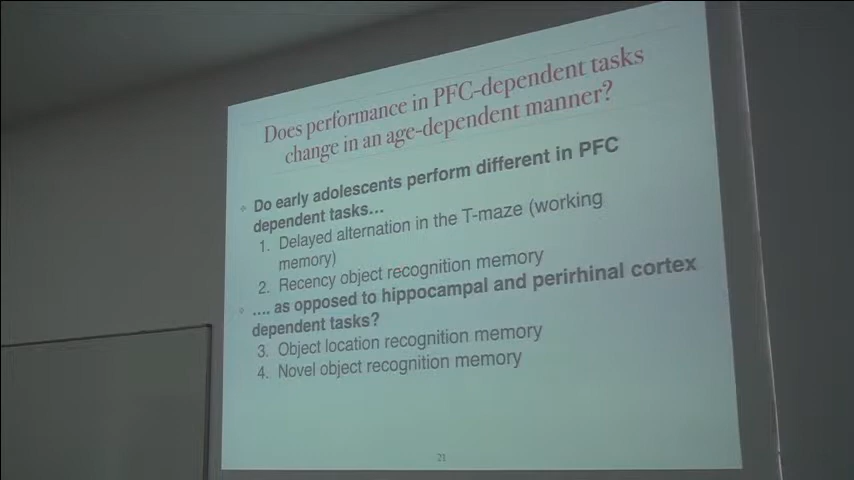 Does performance in PFC-dependent tasks
change in an age-dependent manner?
Do early adolescents perform different in PFC
dependent tasks...
1. Delayed alternation in the T-maze (working
memory)
2. Recency object recognition memory
.... as opposed to hippocampal and perirhinal cortex
dependent tasks?
3. Object location recognition memory
4. Novel object recognition memory
21